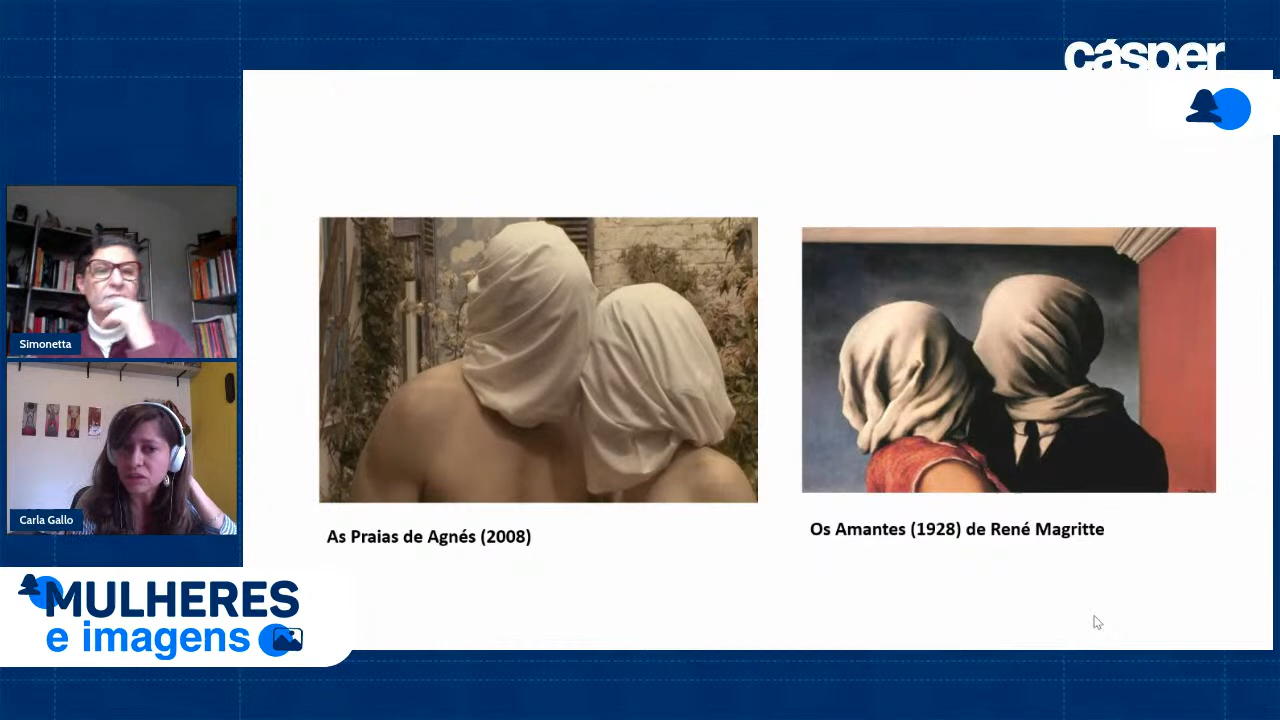 cásper
Simonetta
Carla Gallo
As Praias de Agnés (2008)
Os Amantes (1928) de René Magritte
MULHERES
e imagens